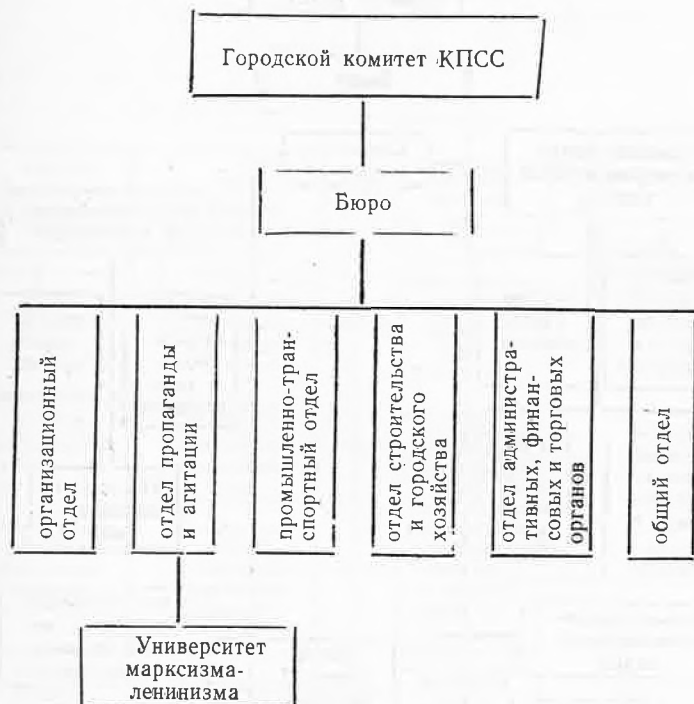 Городской комитет КПСС
Бюро
организационный
отдел
отдел пропаганды
и агитации
промышленно-тран-
спортный отдел
отдел строительства
и городского
хозяйства
отдел администра-
тивных, финан-
совых и торговых
органов
общий отдел
Университет
марксизма-
ленинизма